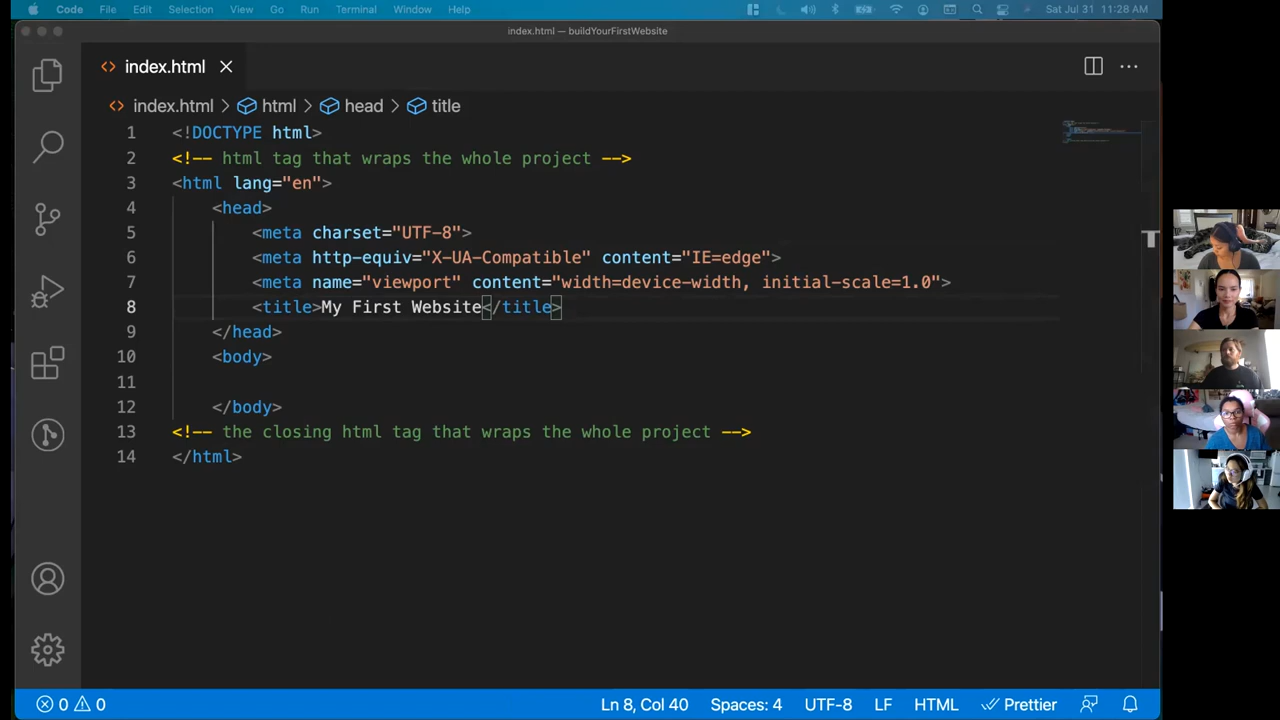 Code File Edit Selection View Go Run Terminal Window Help Sat Jul 31 11:28 AM
index.html — buildYourFirstWebsite
index.html
index.html > html > head > title
1 <!DOCTYPE html>
2 <!-- html tag that wraps the whole project -->
3 <html lang="en">
4 <head>
5 <meta charset="UTF-8">
6 <meta http-equiv="X-UA-Compatible" content="IE=edge">
7 <meta name="viewport" content="width=device-width, initial-scale=1.0">
8 <title>My First Website</title>
9 </head>
10 <body>
11
12 </body>
13 <!-- the closing html tag that wraps the whole project -->
14 </html>
0 0 Ln 8, Col 40 Spaces: 4 UTF-8 LF HTML Prettier